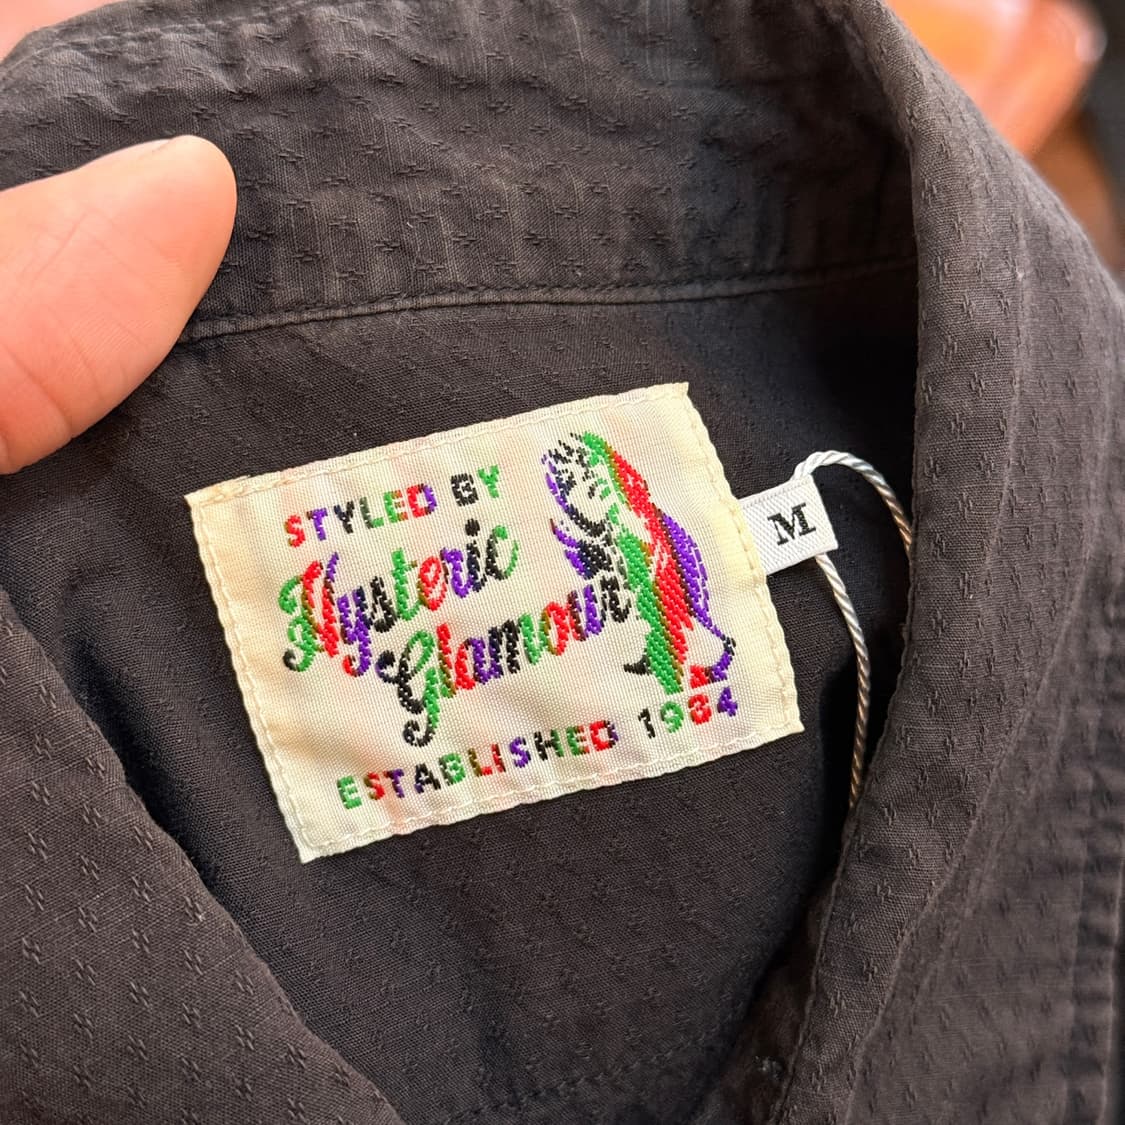 STYLED BY
Hysteric
Glamour
ESTABLISHED 1984
M